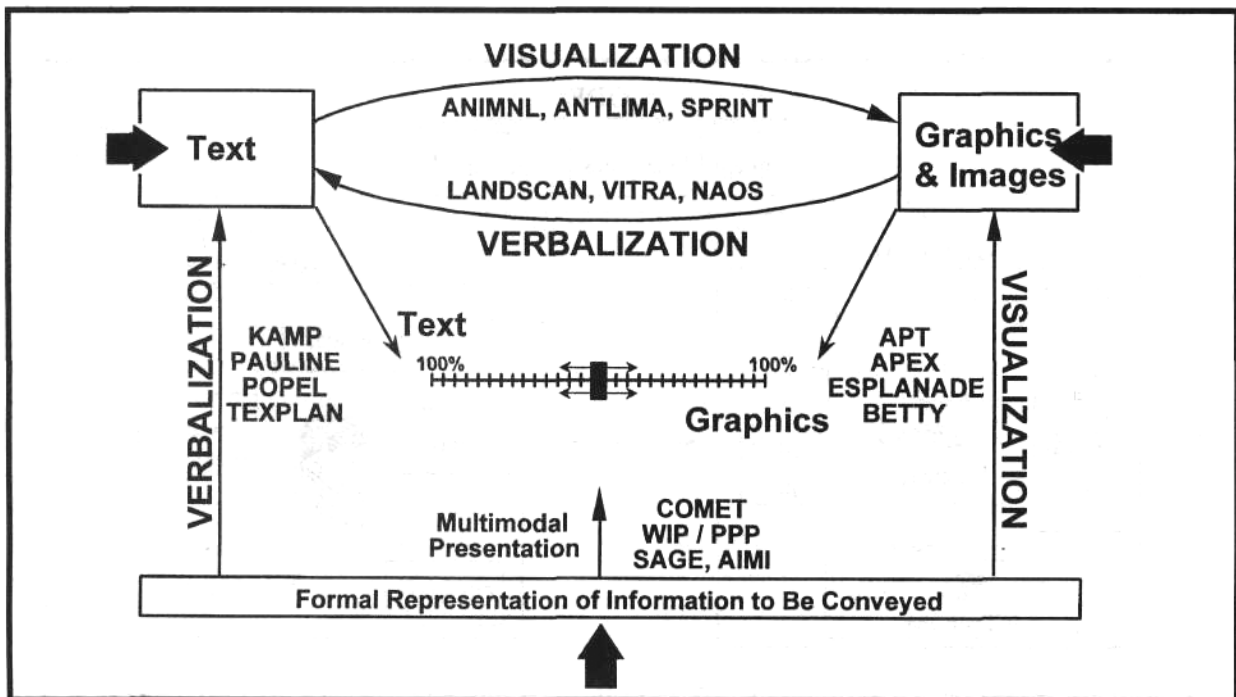 VISUALIZATION
ANIMNL, ANTLIMA, SPRINT
Text
Graphics
& Images
LANDSCAN, VITRA, NAOS
VERBALIZATION
VERBALIZATION
KAMP
PAULINE
POPEL
TEXPLAN
Text
100%
100%
Graphics
APT
APEX
ESPLANADE
BETTY
VISUALIZATION
Multimodal
Presentation
COMET
WIP / PPP
SAGE, AIMI
Formal Representation of Information to Be Conveyed